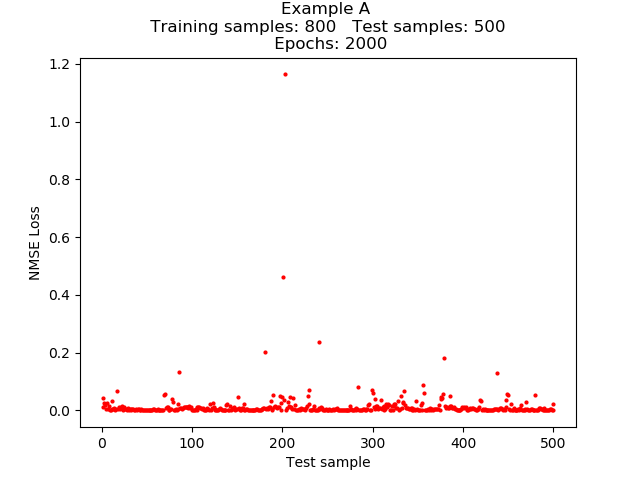 Example A
Training samples: 800   Test samples: 500
Epochs: 2000
1.2
1.0
0.8
0.6
0.4
0.2
0.0
NMSE Loss
0 100 200 300 400 500
Test sample